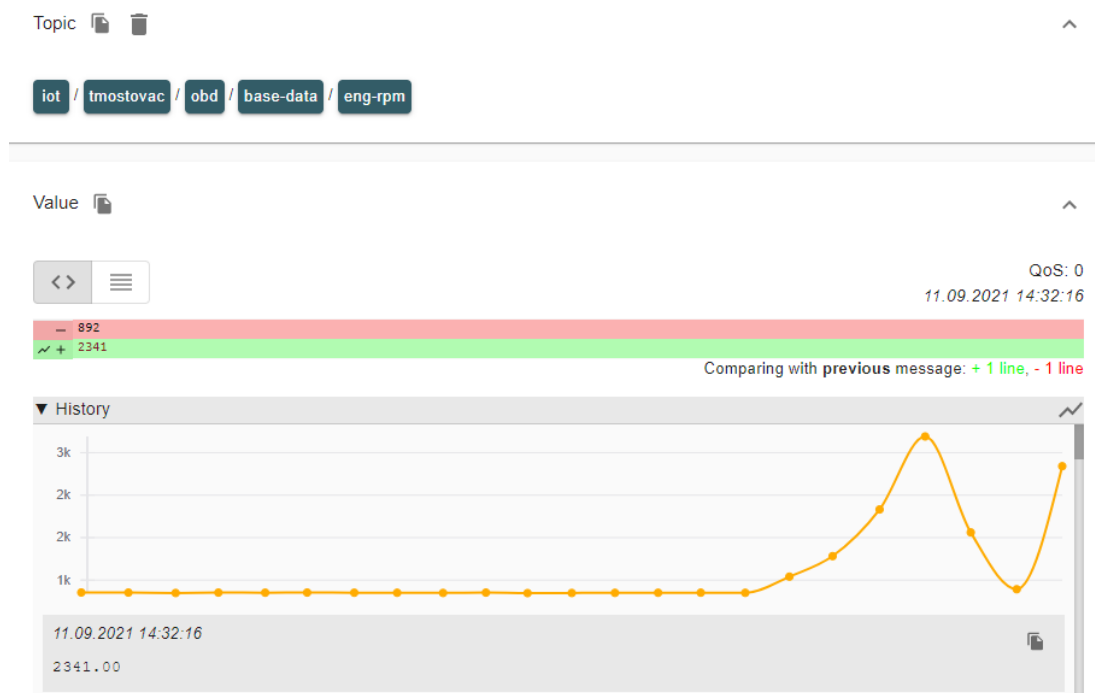 Topic
iot / tmostovac / obd / base-data / eng-rpm
Value
QoS: 0
11.09.2021 14:32:16
- 892
+ 2341
Comparing with previous message: + 1 line, - 1 line
▼ History
3k
2k
2k
1k
11.09.2021 14:32:16
2341.00